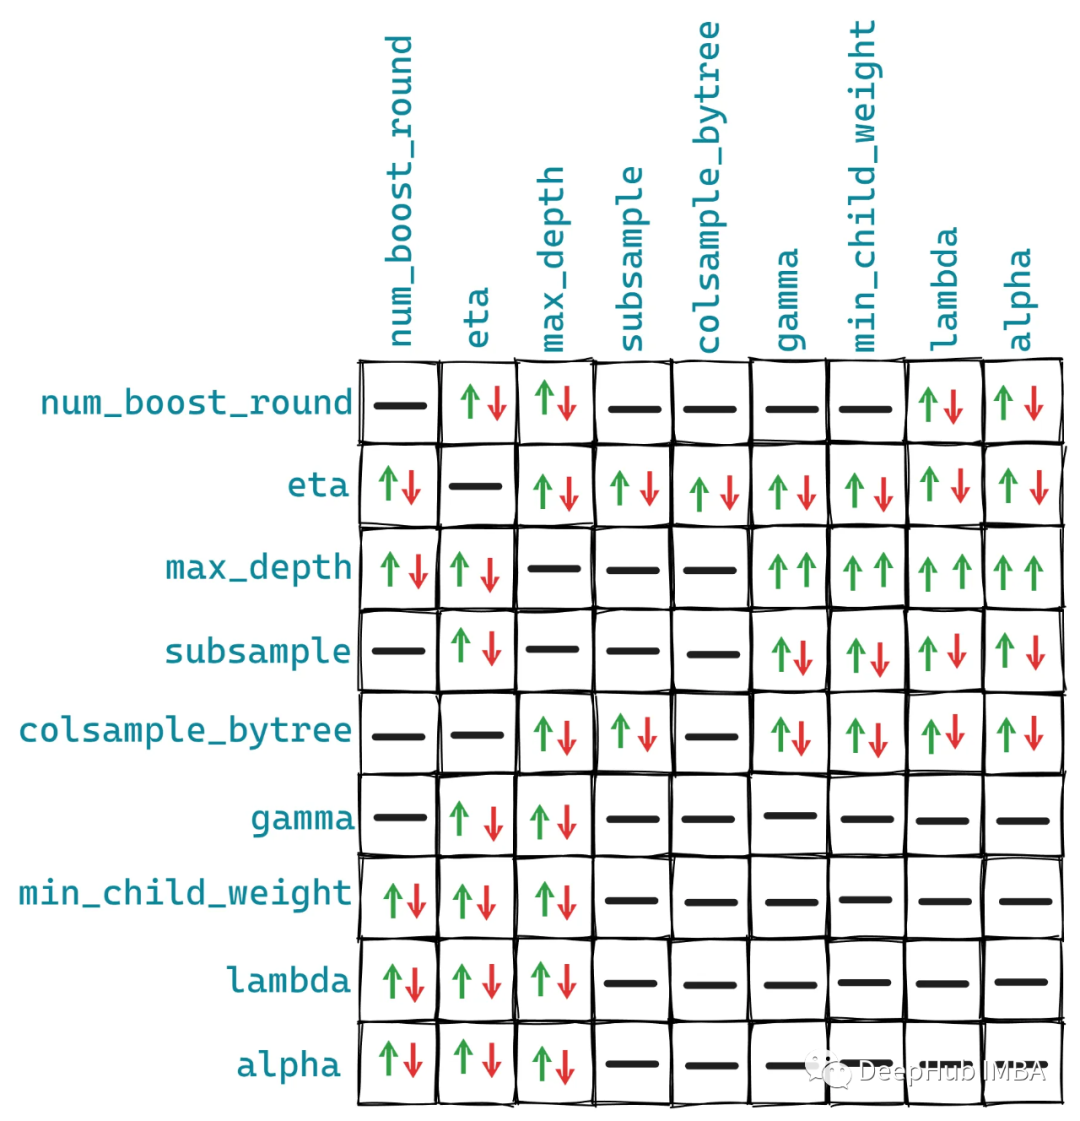 num_boost_round
eta
max_depth
subsample
colsample_bytree
gamma
min_child_weight
lambda
alpha
num_boost_round
eta
max_depth
subsample
colsample_bytree
gamma
min_child_weight
lambda
alpha
DeepHub IMBA